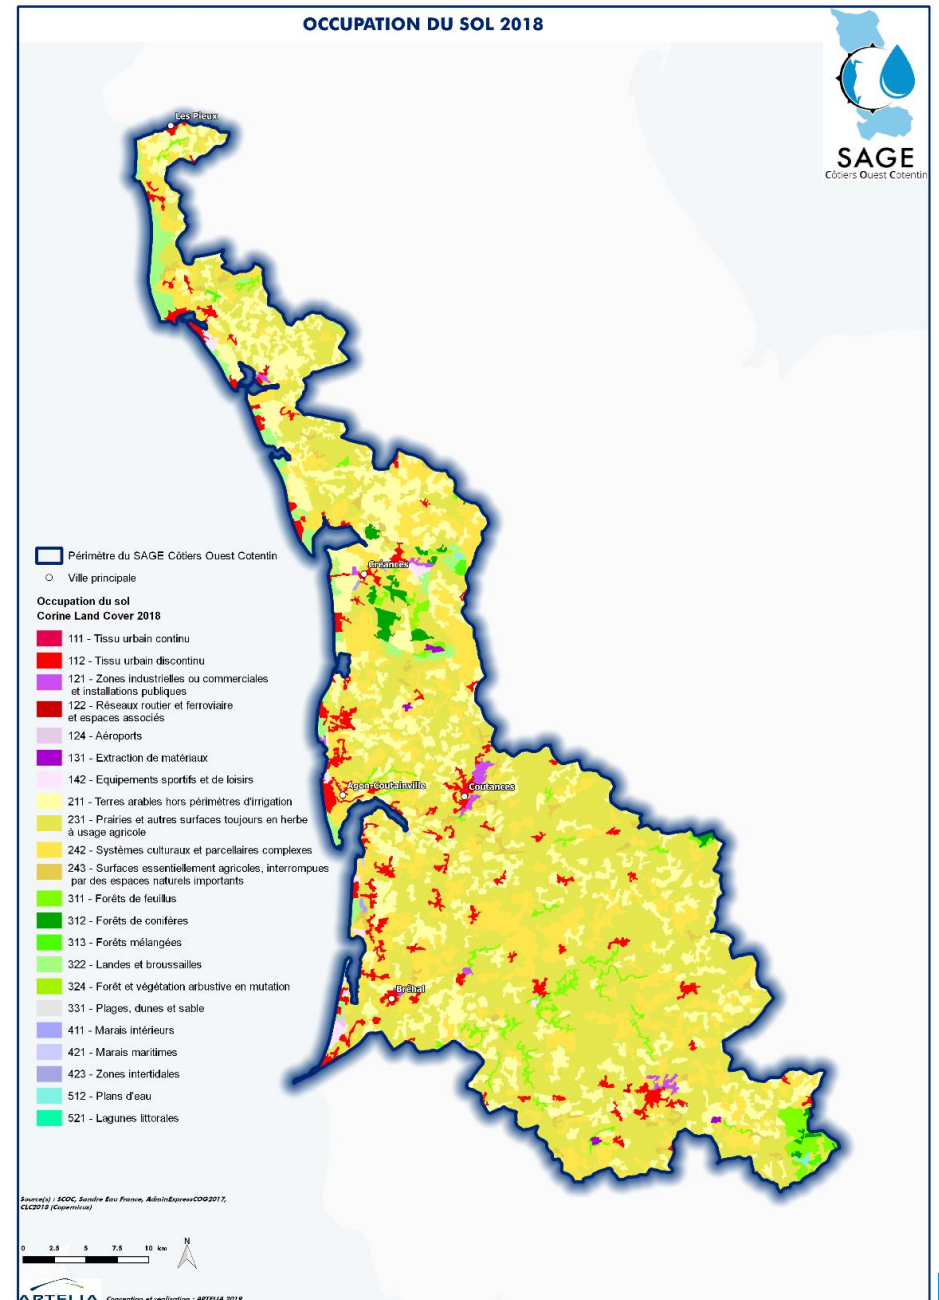 OCCUPATION DU SOL 2018
SAGE
Côtiers Ouest Cotentin
Les Pieux
Créances
Agon-Coutainville
Coutances
Bréhal
Périmètre du SAGE Côtiers Ouest Cotentin
Ville principale
Occupation du sol
Corine Land Cover 2018
111 - Tissu urbain continu
112 - Tissu urbain discontinu
121 - Zones industrielles ou commerciales
et installations publiques
122 - Réseaux routier et ferroviaire
et espaces associés
124 - Aéroports
131 - Extraction de matériaux
142 - Equipements sportifs et de loisirs
211 - Terres arables hors périmètres d'irrigation
231 - Prairies et autres surfaces toujours en herbe
à usage agricole
242 - Systèmes culturaux et parcellaires complexes
243 - Surfaces essentiellement agricoles, interrompues
par des espaces naturels importants
311 - Forêts de feuillus
312 - Forêts de conifères
313 - Forêts mélangées
322 - Landes et broussailles
324 - Forêt et végétation arbustive en mutation
331 - Plages, dunes et sable
411 - Marais intérieurs
421 - Marais maritimes
423 - Zones intertidales
512 - Plans d'eau
521 - Lagunes littorales
Source(s) : SCOC, Sandre Eau France, AdminExpressCOG2017,
CLC2018 (Copernicus)
0 2.5 5 7.5 10 km
N
ARTELIA
Conception et réalisation : ARTELIA 2019